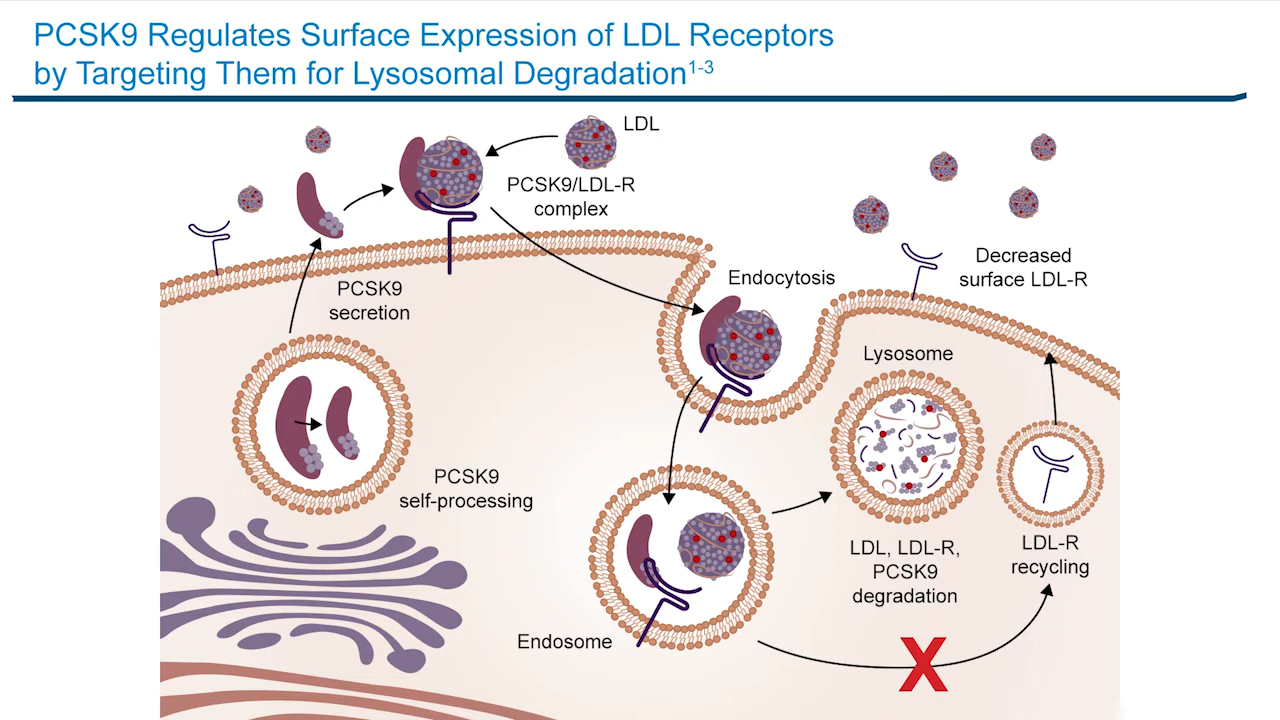 PCSK9 Regulates Surface Expression of LDL Receptors
by Targeting Them for Lysosomal Degradation1-3
LDL
PCSK9/LDL-R
complex
PCSK9
secretion
Endocytosis
Decreased
surface LDL-R
Lysosome
PCSK9
self-processing
LDL, LDL-R,
PCSK9
degradation
LDL-R
recycling
Endosome
X